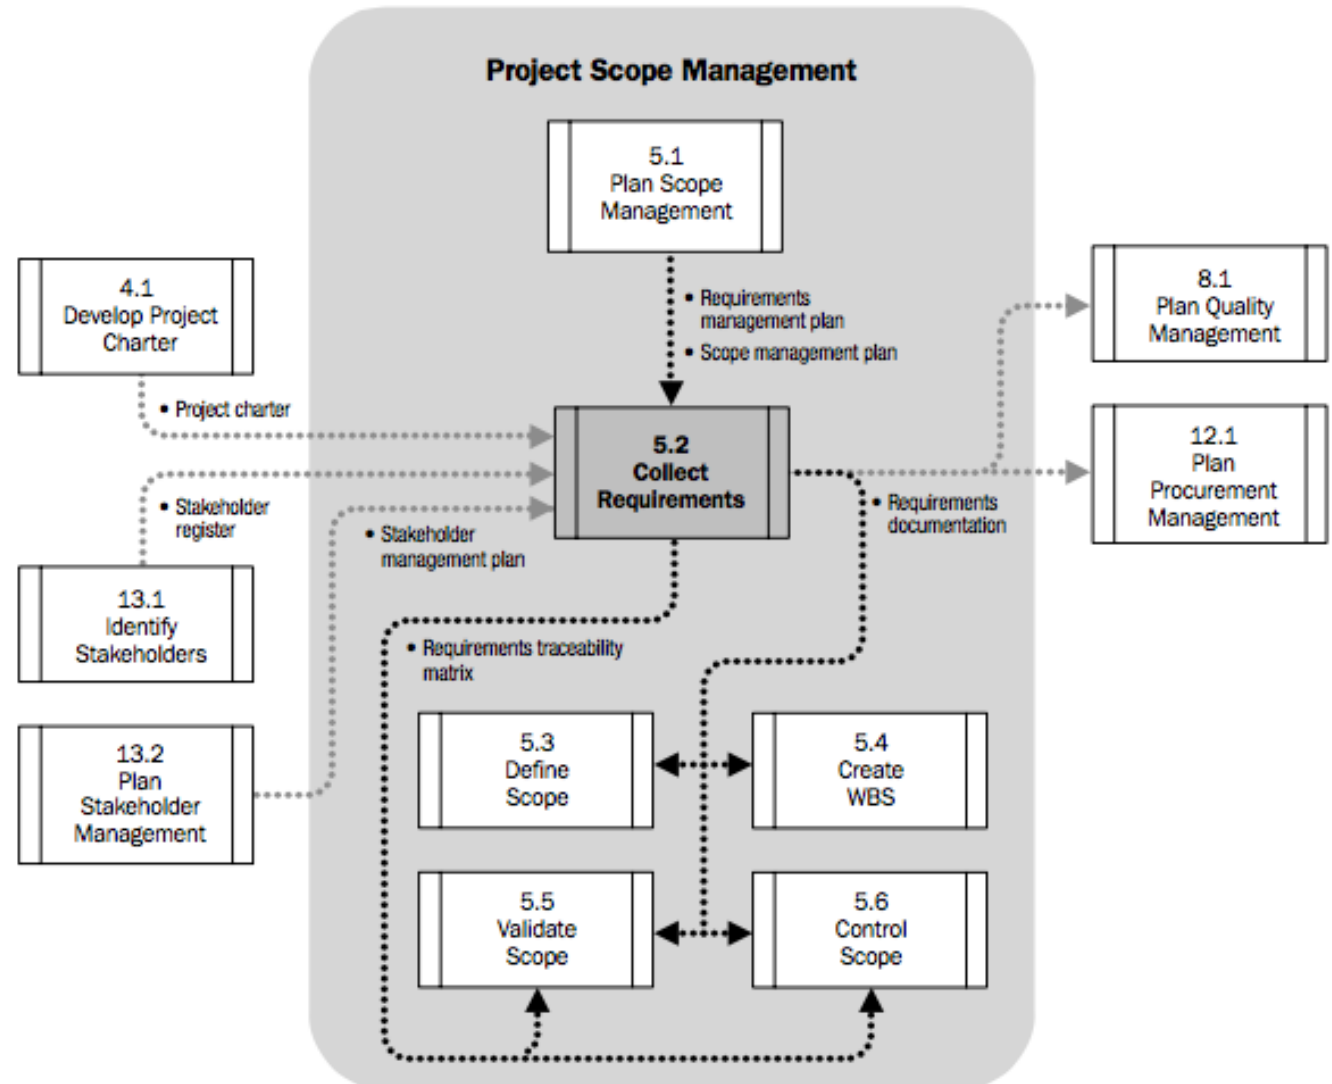 Project Scope Management
5.1
Plan Scope
Management
4.1
Develop Project
Charter
• Requirements
management plan
• Scope management plan
8.1
Plan Quality
Management
• Project charter
5.2
Collect
Requirements
12.1
Plan
Procurement
Management
• Stakeholder
register
• Stakeholder
management plan
• Requirements
documentation
13.1
Identify
Stakeholders
• Requirements traceability
matrix
13.2
Plan
Stakeholder
Management
5.3
Define
Scope
5.4
Create
WBS
5.5
Validate
Scope
5.6
Control
Scope